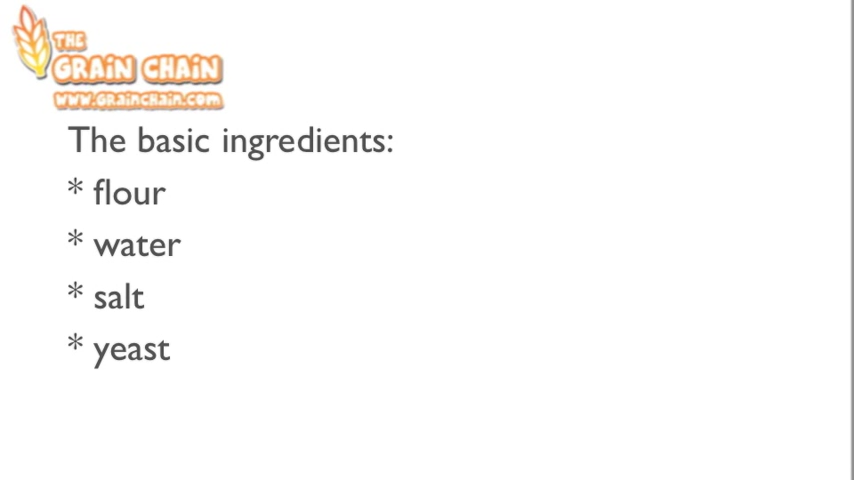 THE
GRAIN CHAIN
www.grainchain.com
The basic ingredients:
* flour
* water
* salt
* yeast